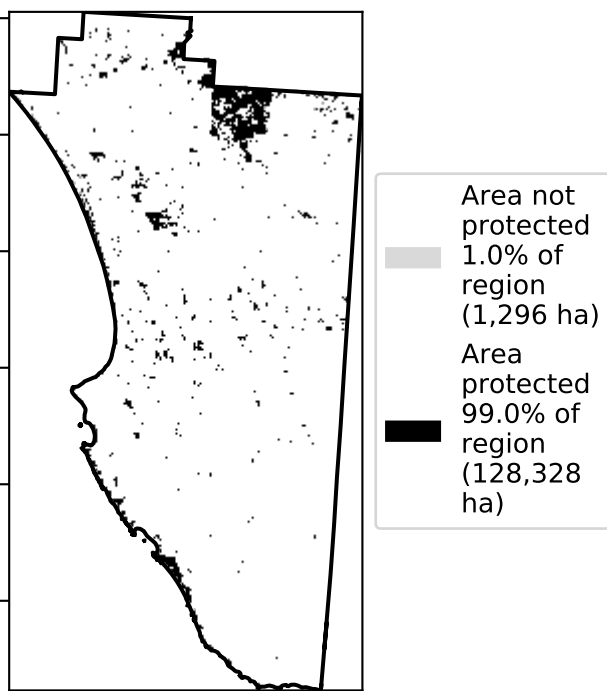 Area not
protected
1.0% of
region
(1,296 ha)
Area
protected
99.0% of
region
(128,328
ha)